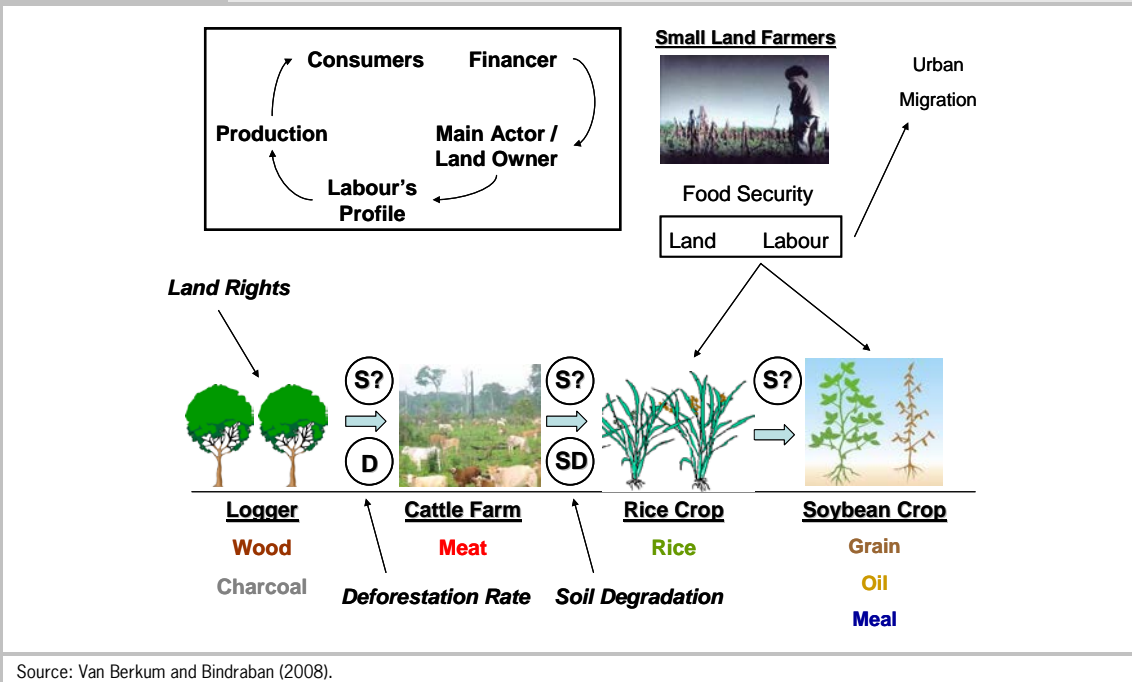 Consumers
Financer
Production
Main Actor /
Land Owner
Labour's
Profile
Small Land Farmers
Urban
Migration
Food Security
Land Labour
Land Rights
S?
S?
S?
D
SD
Logger
Cattle Farm
Rice Crop
Soybean Crop
Wood
Meat
Rice
Grain
Charcoal
Oil
Deforestation Rate
Soil Degradation
Meal
Source: Van Berkum and Bindraban (2008).